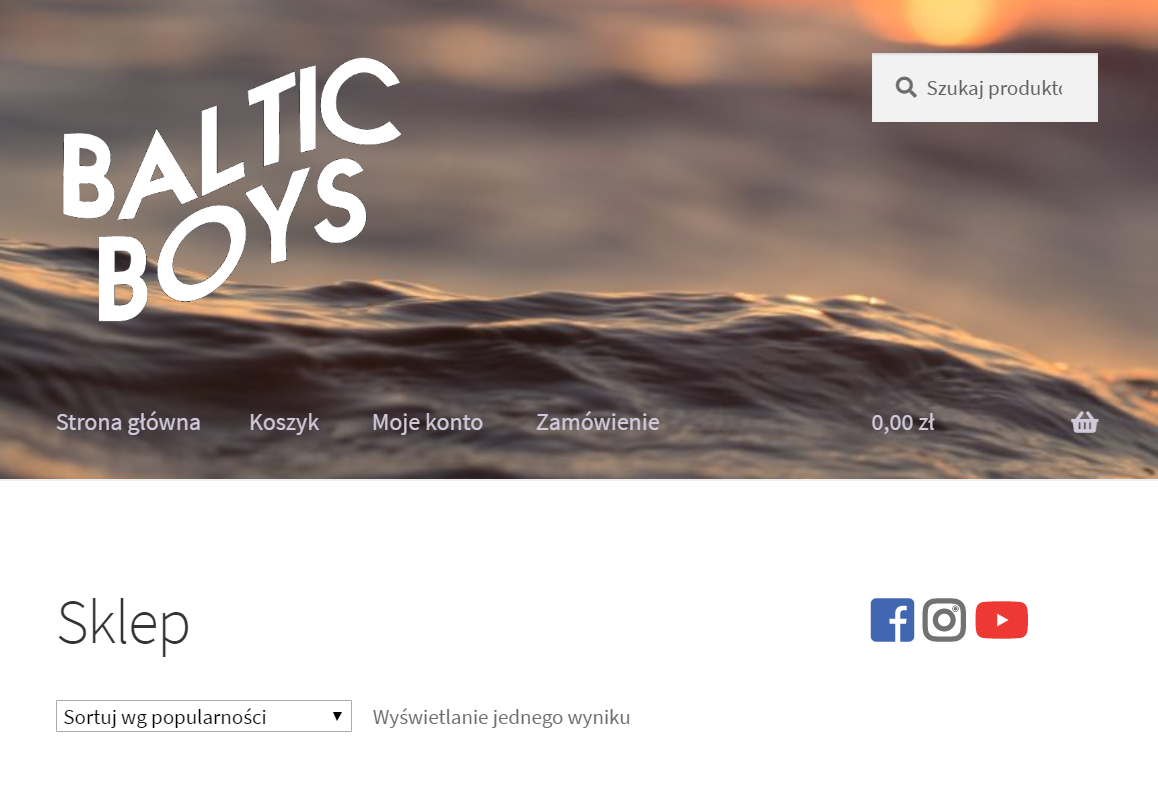 BALTIC
BOYS
Szukaj produkt
Strona główna
Koszyk
Moje konto
Zamówienie
0,00 zł
Sklep
Sortuj wg popularności
Wyświetlanie jednego wyniku